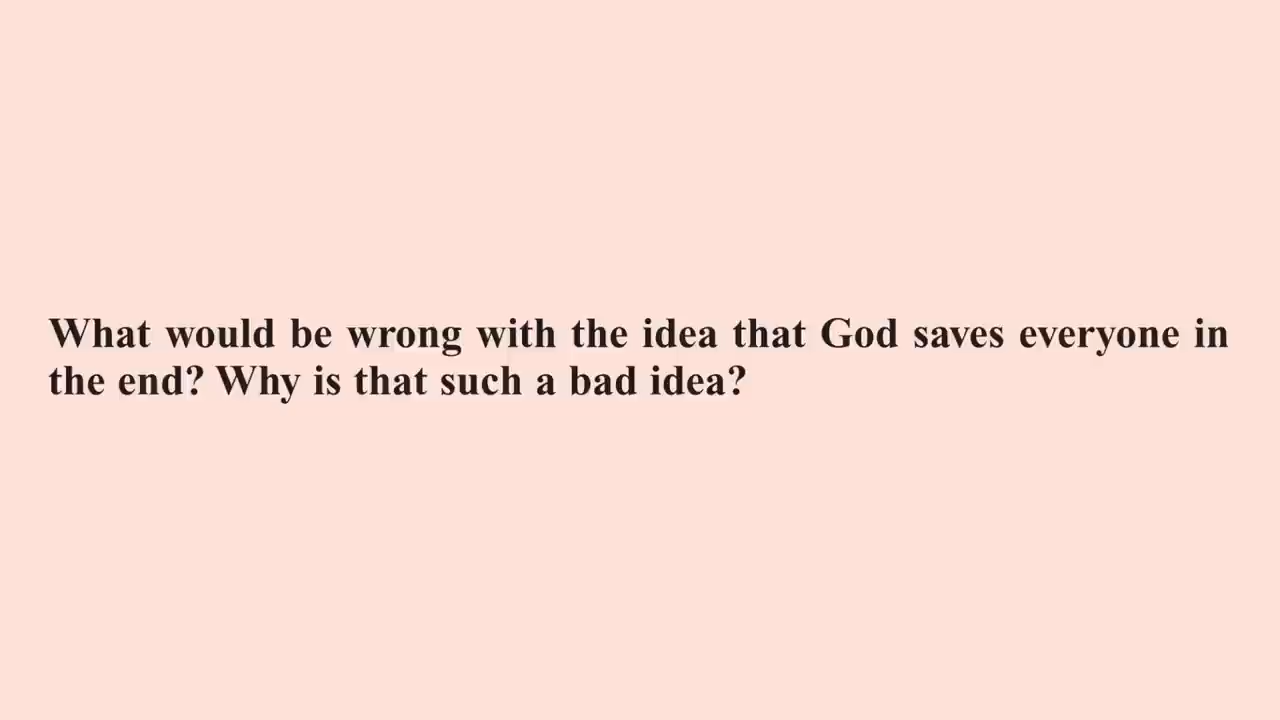 What would be wrong with the idea that God saves everyone in
the end? Why is that such a bad idea?